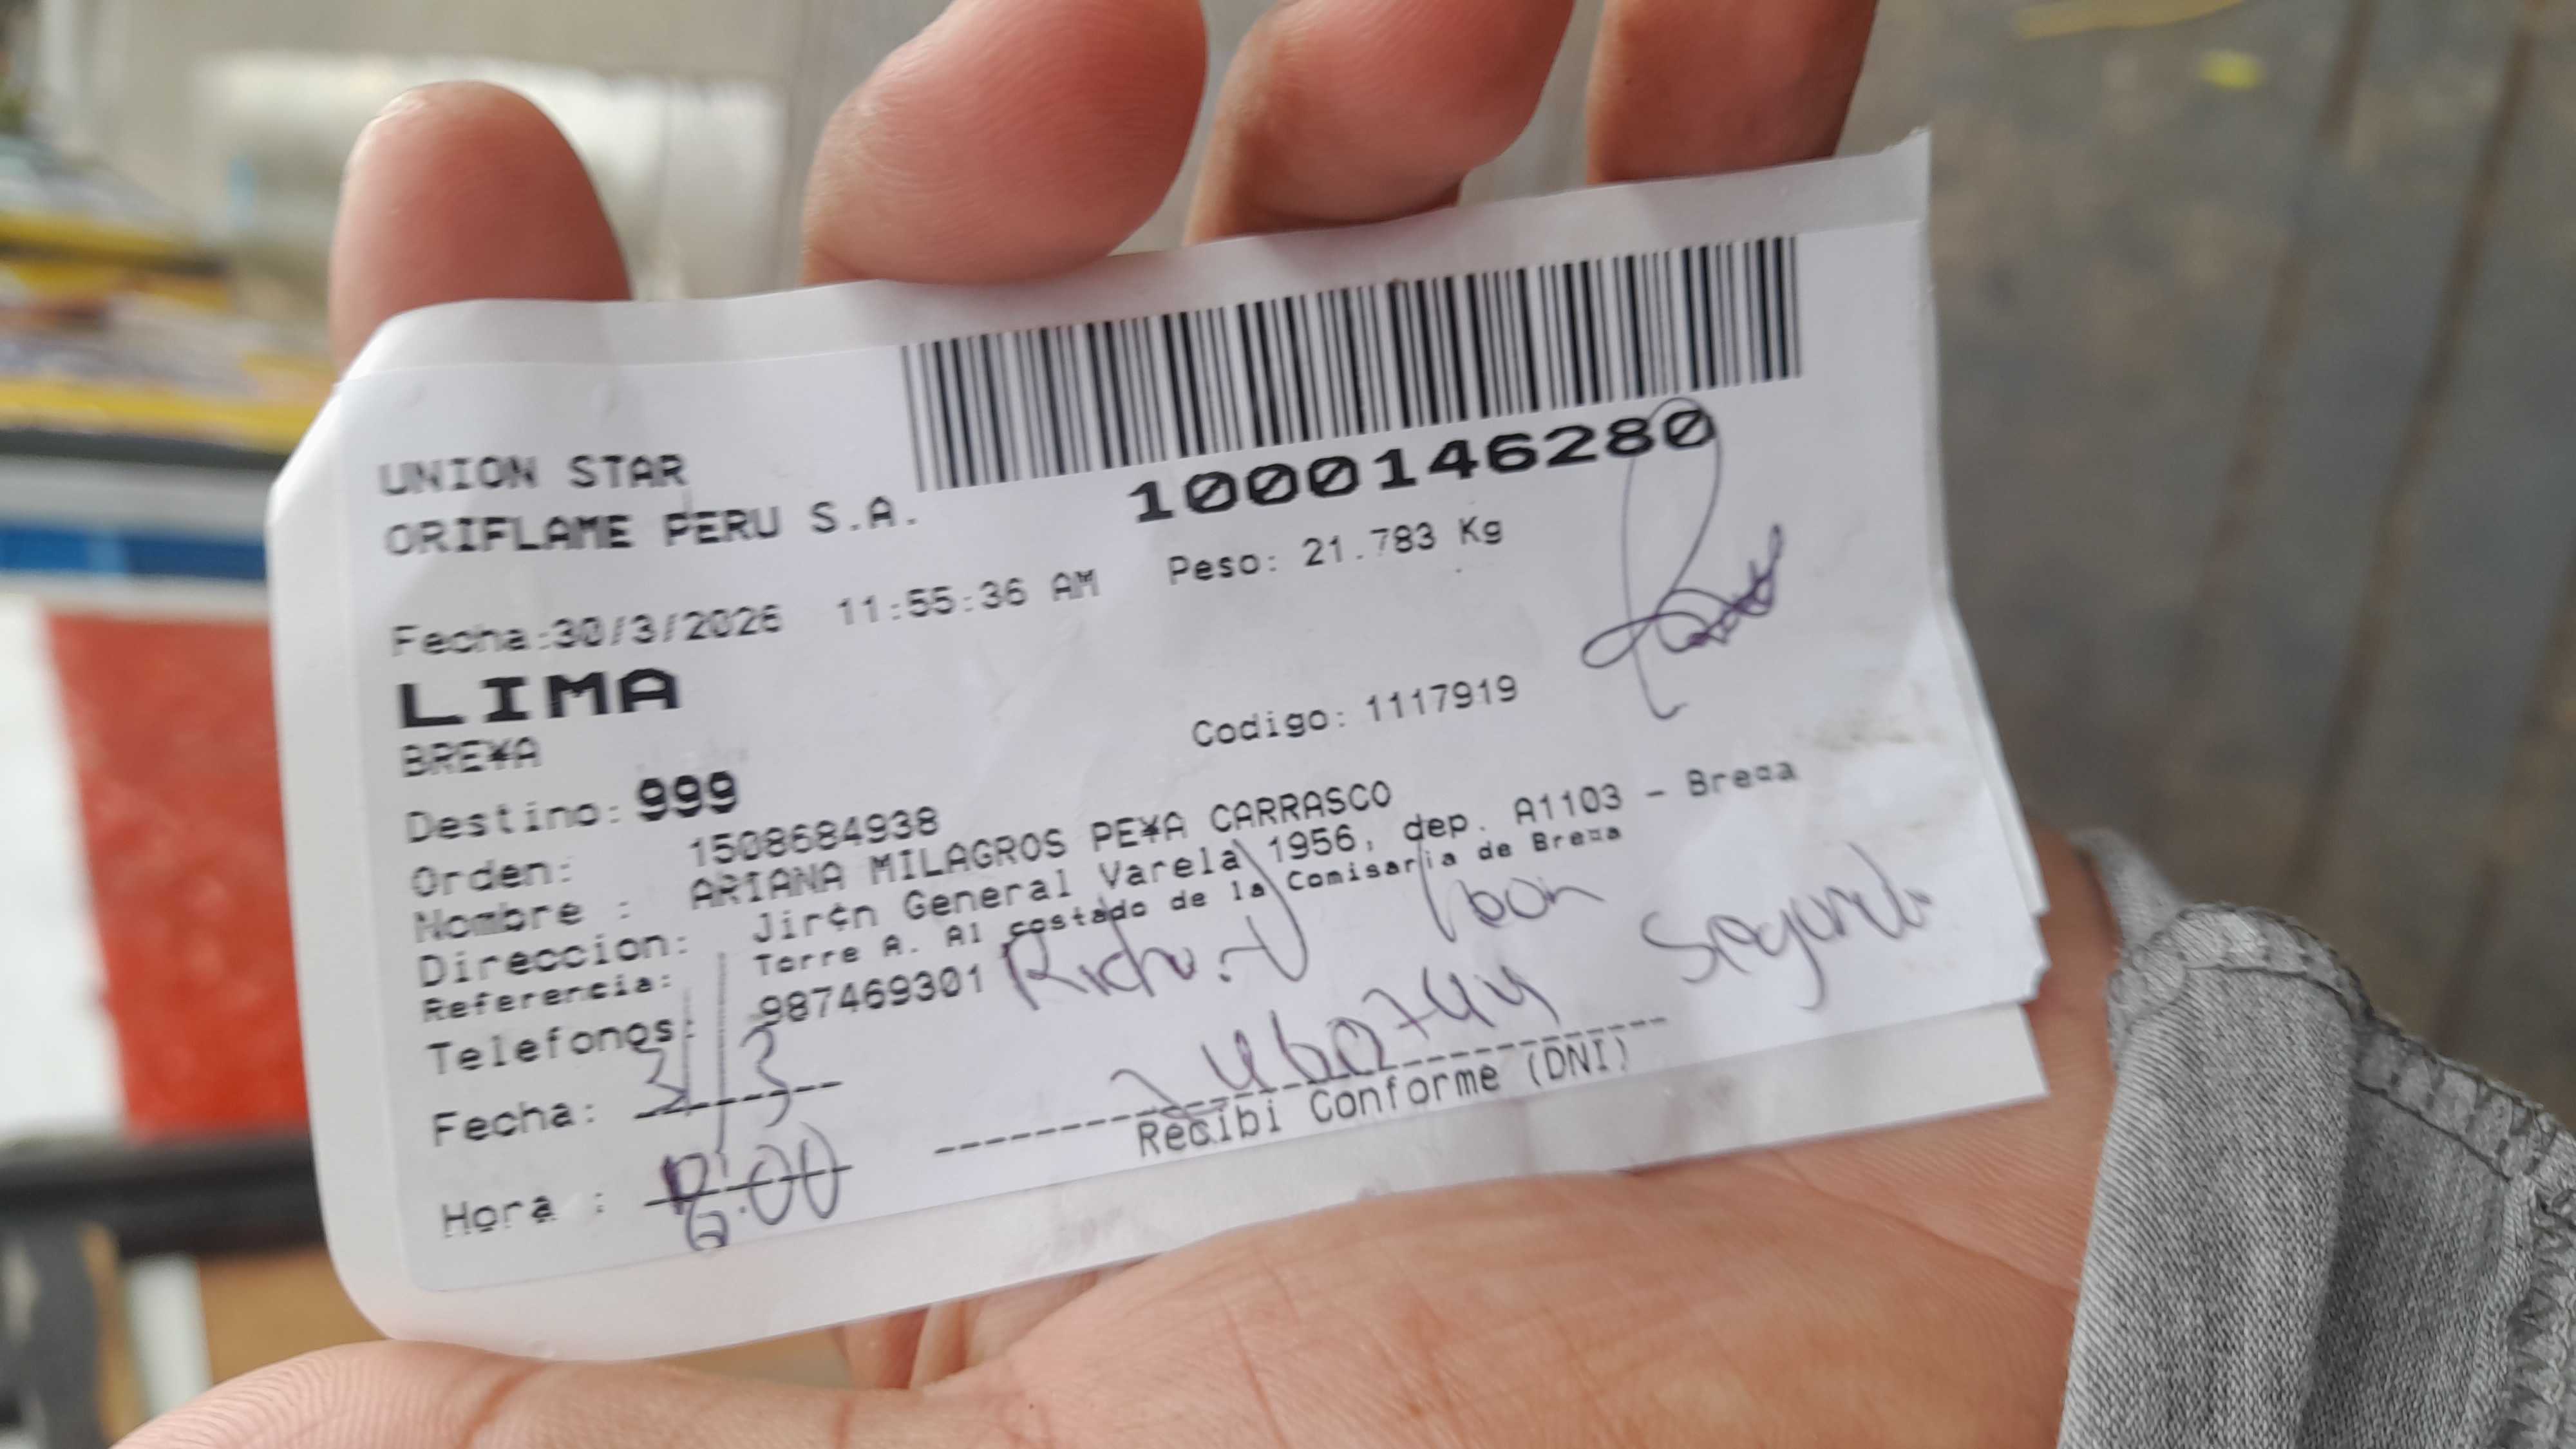 UNION STAR
ORIFLAME PERU S.A.
1000146280
Fecha:30/3/2026 11:55:36 AM Peso: 21.783 Kg
LIMA
BRE¥A
Codigo: 1117919
Destino: 999
Orden: 1508684938
Nombre : ARIANA MILAGROS PE¥A CARRASCO
Direccion: Jir¢n General Varela 1956, dep. A1103 - Bre¤a
Referencia: Torre A. Al costado de la Comisaria de Bre¤a
Telefonos: 987469301
Segundo
Fecha:
Recibi Conforme (DNI)
Hora :